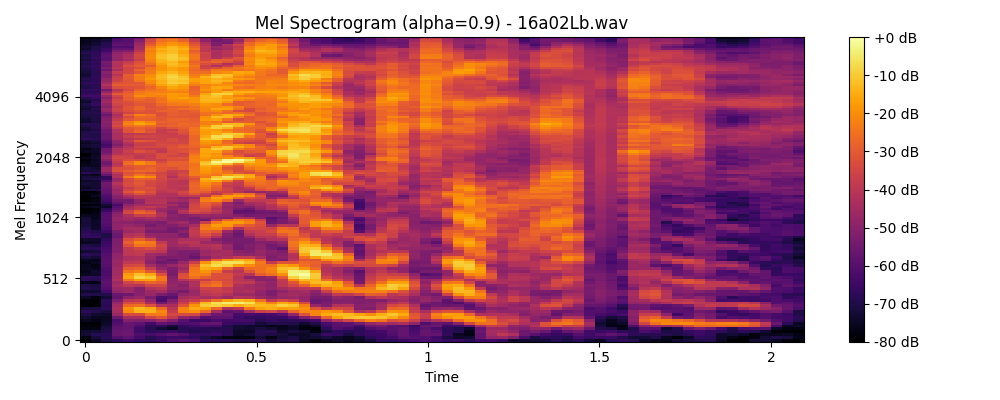 Mel Spectrogram (alpha=0.9) - 16a02Lb.wav
Mel Frequency
4096
2048
1024
512
0
0
0.5
1
1.5
2
Time
+0 dB
-10 dB
-20 dB
-30 dB
-40 dB
-50 dB
-60 dB
-70 dB
-80 dB